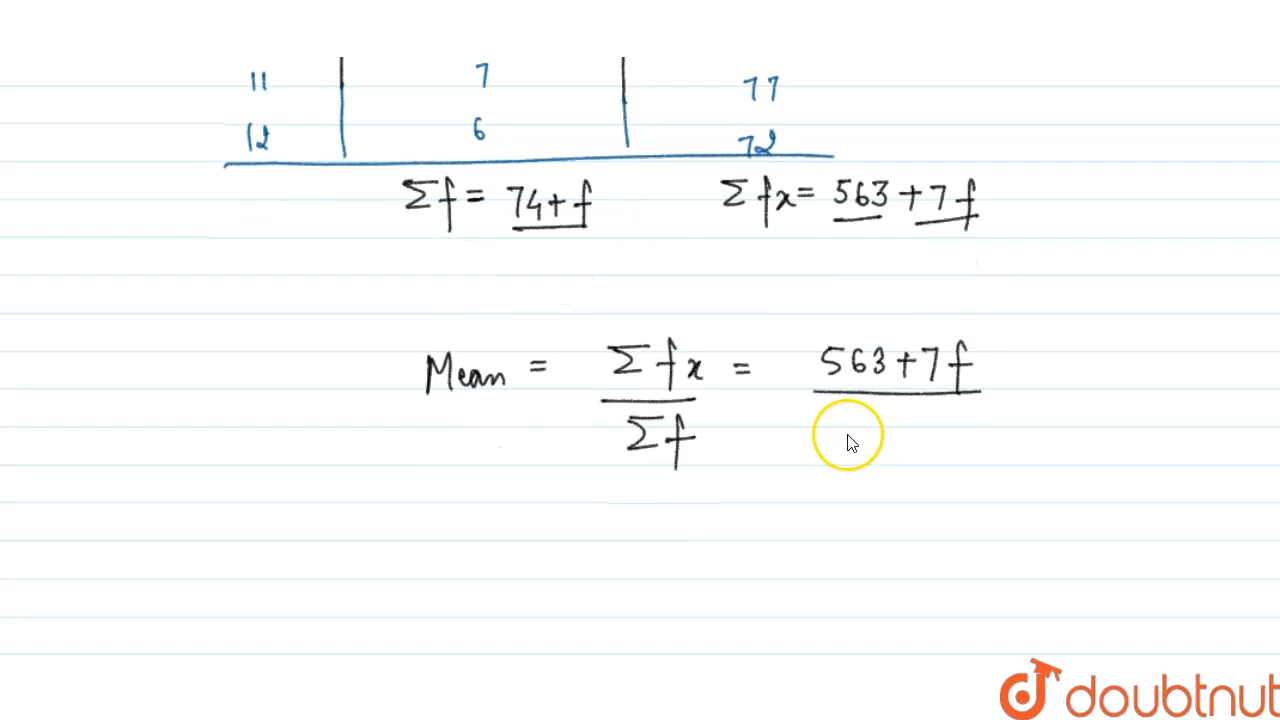 11 7 77
12 6 72
Σf = 74+f Σfx = 563+7f
Mean = Σfx / Σf = 563+7f
doubtnut